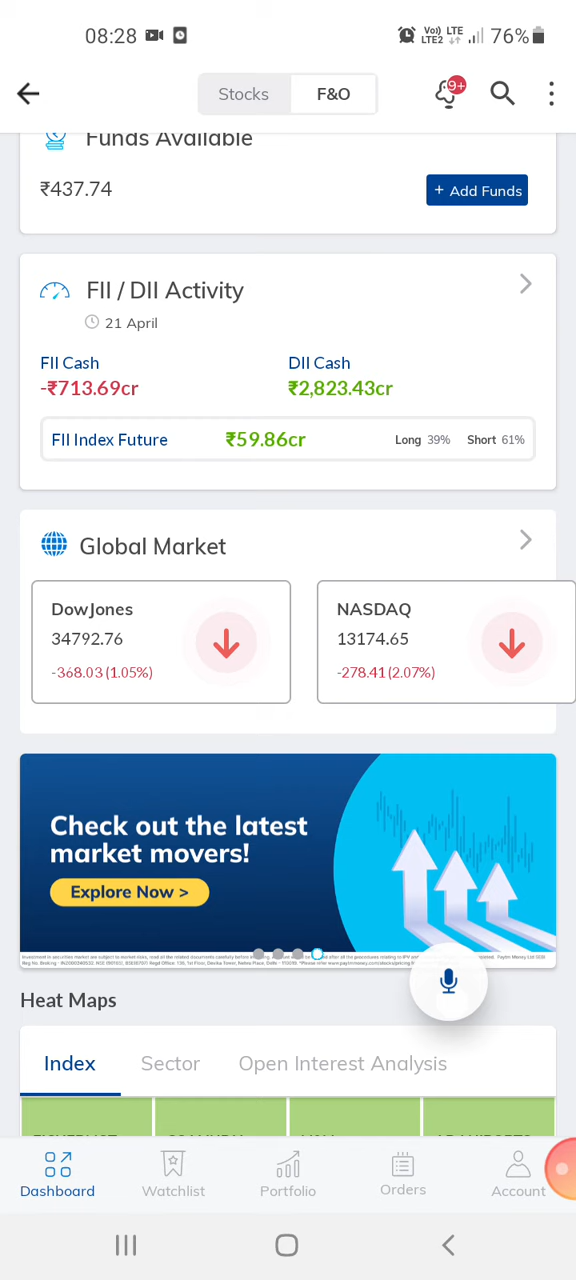 08:28
Vo) LTE
LTE2
76%
Stocks
F&O
9+
Funds Available
₹437.74
+ Add Funds
FII / DII Activity
21 April
FII Cash
DII Cash
-₹713.69cr
₹2,823.43cr
FII Index Future
₹59.86cr
Long 39%
Short 61%
Global Market
DowJones
34792.76
-368.03 (1.05%)
NASDAQ
13174.65
-278.41 (2.07%)
Check out the latest
market movers!
Explore Now >
Heat Maps
Index
Sector
Open Interest Analysis
Dashboard
Watchlist
Portfolio
Orders
Account